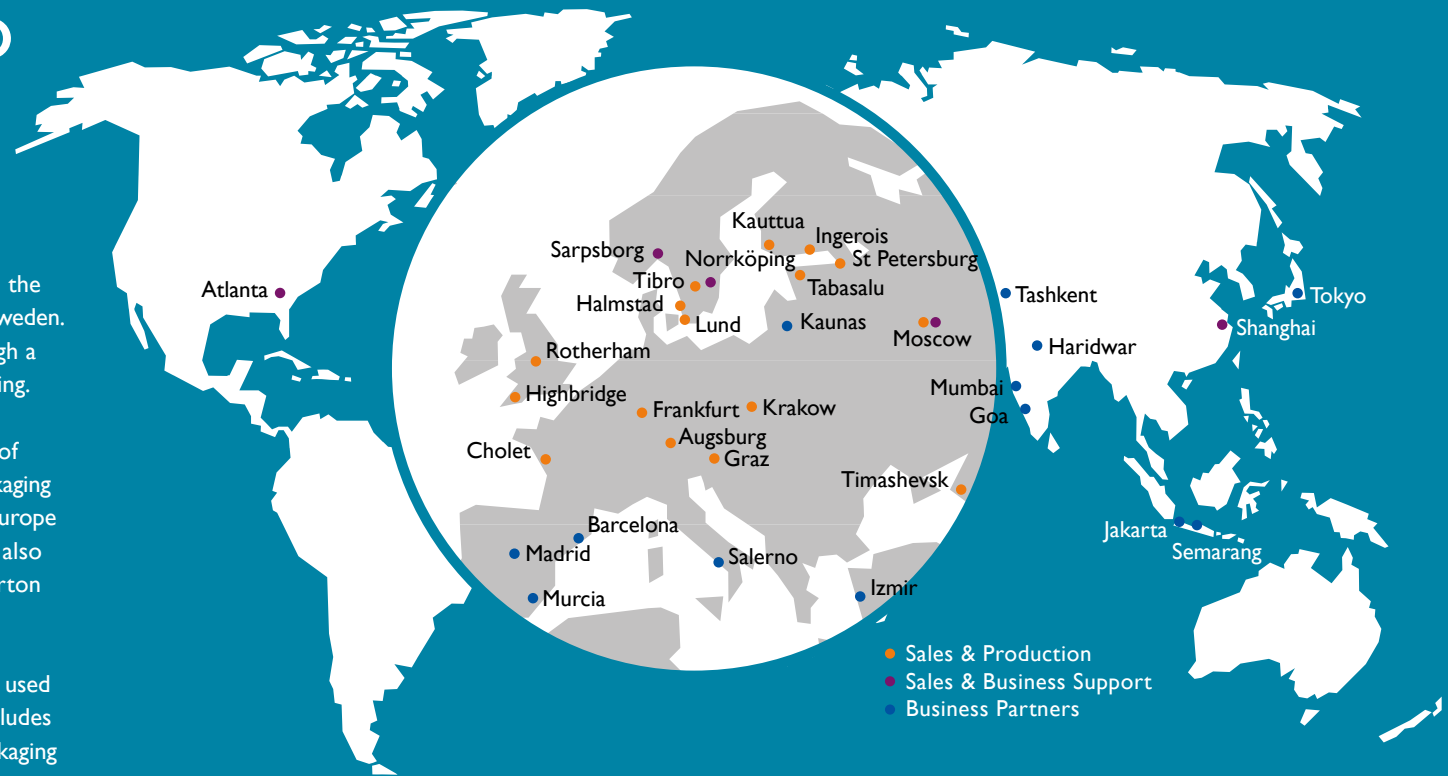 the
weden.
gh a
ing.
of
kaging
urope
also
rton
used
ludes
kaging
Kauttua
Ingerois
Sarpsborg
Norrköping
St Petersburg
Tibro
Tabasalu
Halmstad
Lund
Kaunas
Moscow
Atlanta
Tashkent
Tokyo
Shanghai
Haridwar
Rotherham
Mumbai
Highbridge
Frankfurt
Krakow
Goa
Augsburg
Cholet
Graz
Timashevsk
Barcelona
Jakarta
Madrid
Salerno
Semarang
Izmir
Murcia
Sales & Production
Sales & Business Support
Business Partners